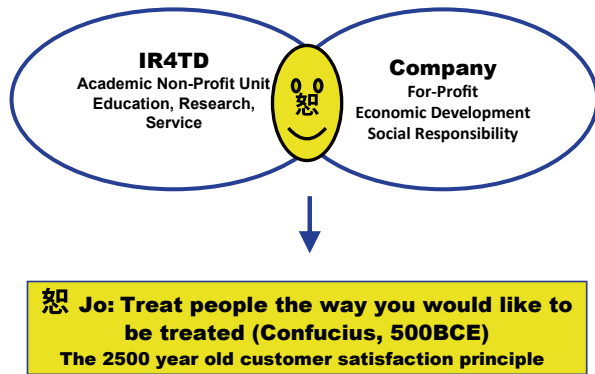 IR4TD
Academic Non-Profit Unit
Education, Research,
Service
恕
Company
For-Profit
Economic Development
Social Responsibility
恕 Jo: Treat people the way you would like to
be treated (Confucius, 500BCE)
The 2500 year old customer satisfaction principle